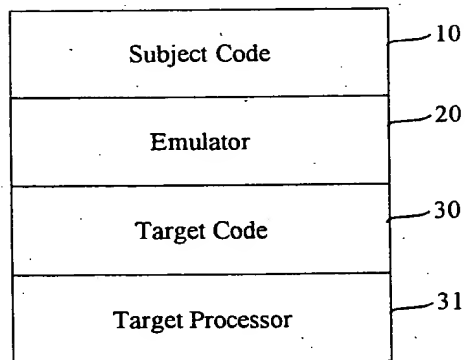 Subject Code 10
Emulator 20
Target Code 30
Target Processor 31